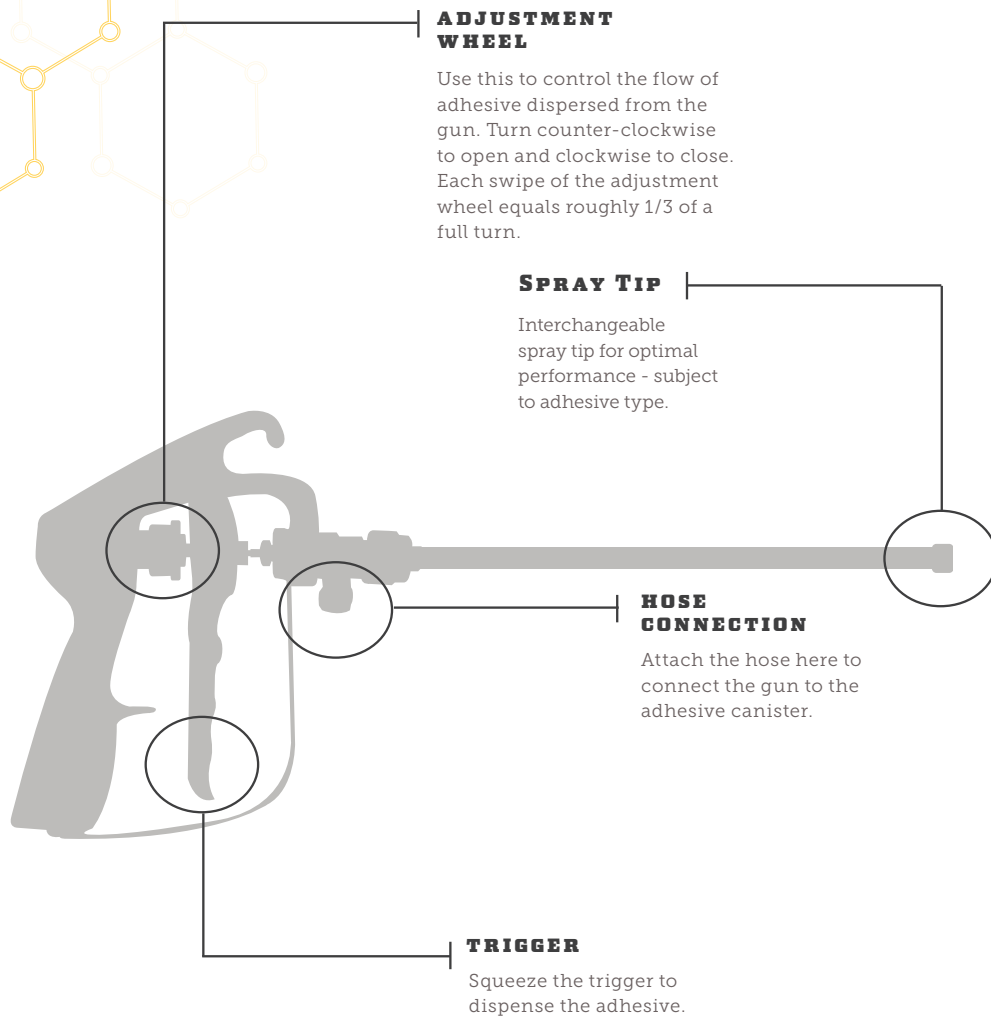 ADJUSTMENT
WHEEL
Use this to control the flow of
adhesive dispersed from the
gun. Turn counter-clockwise
to open and clockwise to close.
Each swipe of the adjustment
wheel equals roughly 1/3 of a
full turn.
SPRAY TIP
Interchangeable
spray tip for optimal
performance - subject
to adhesive type.
HOSE
CONNECTION
Attach the hose here to
connect the gun to the
adhesive canister.
TRIGGER
Squeeze the trigger to
dispense the adhesive.